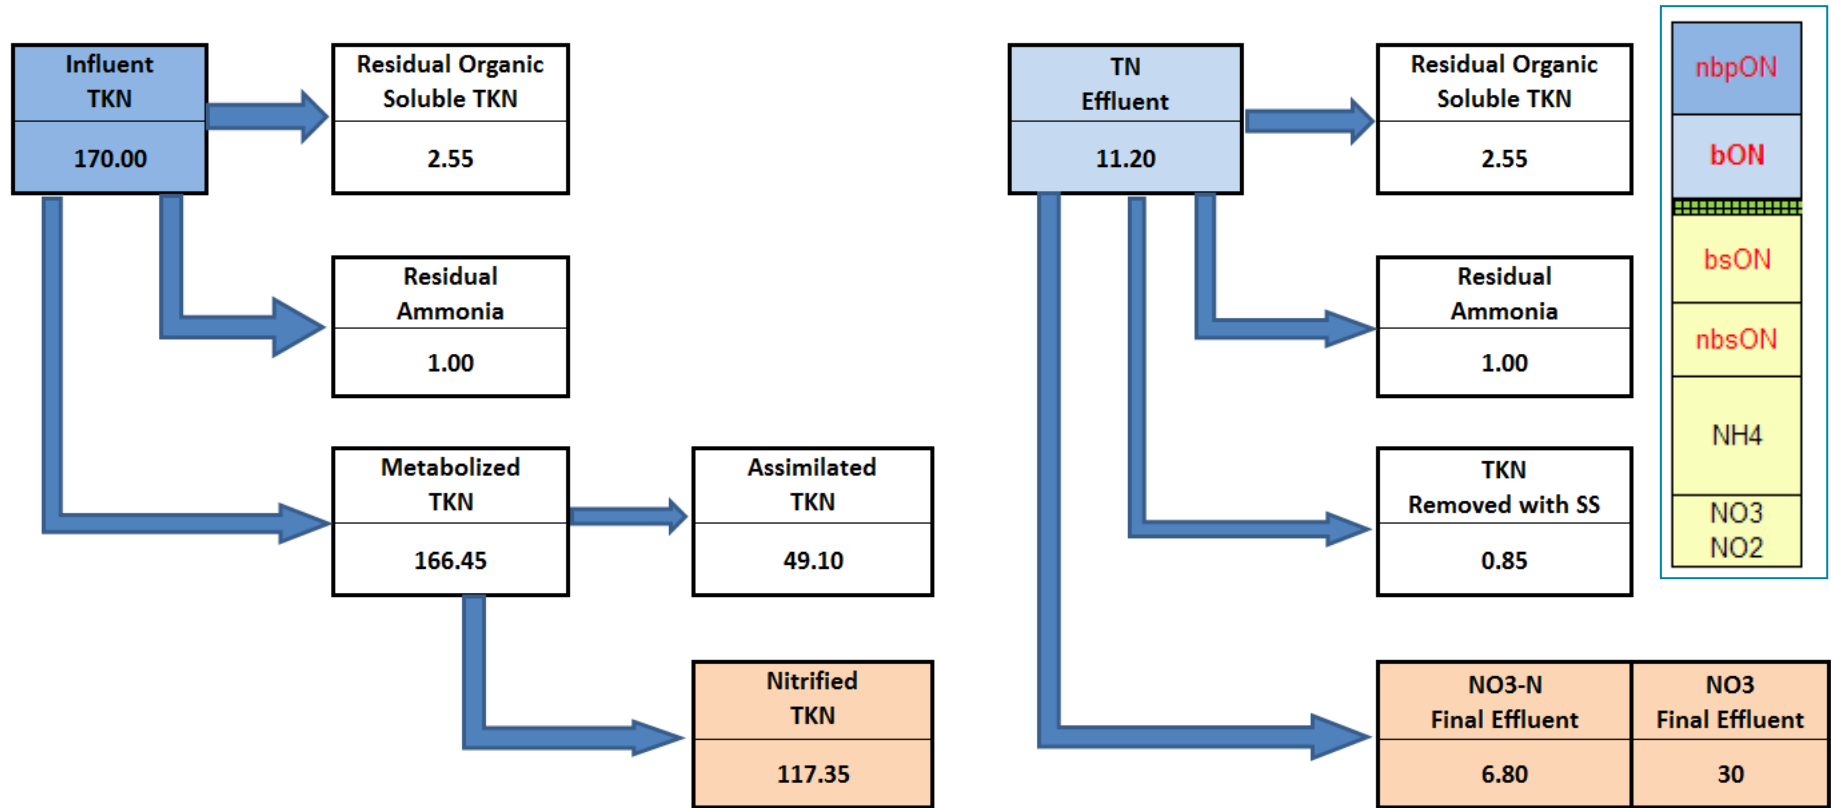 Influent
TKN
170.00
Residual Organic
Soluble TKN
2.55
Residual
Ammonia
1.00
Metabolized
TKN
166.45
Assimilated
TKN
49.10
Nitrified
TKN
117.35
TN
Effluent
11.20
Residual Organic
Soluble TKN
2.55
Residual
Ammonia
1.00
TKN
Removed with SS
0.85
NO3-N
Final Effluent
6.80
NO3
Final Effluent
30
nbpON
bON
bsON
nbsON
NH4
NO3
NO2